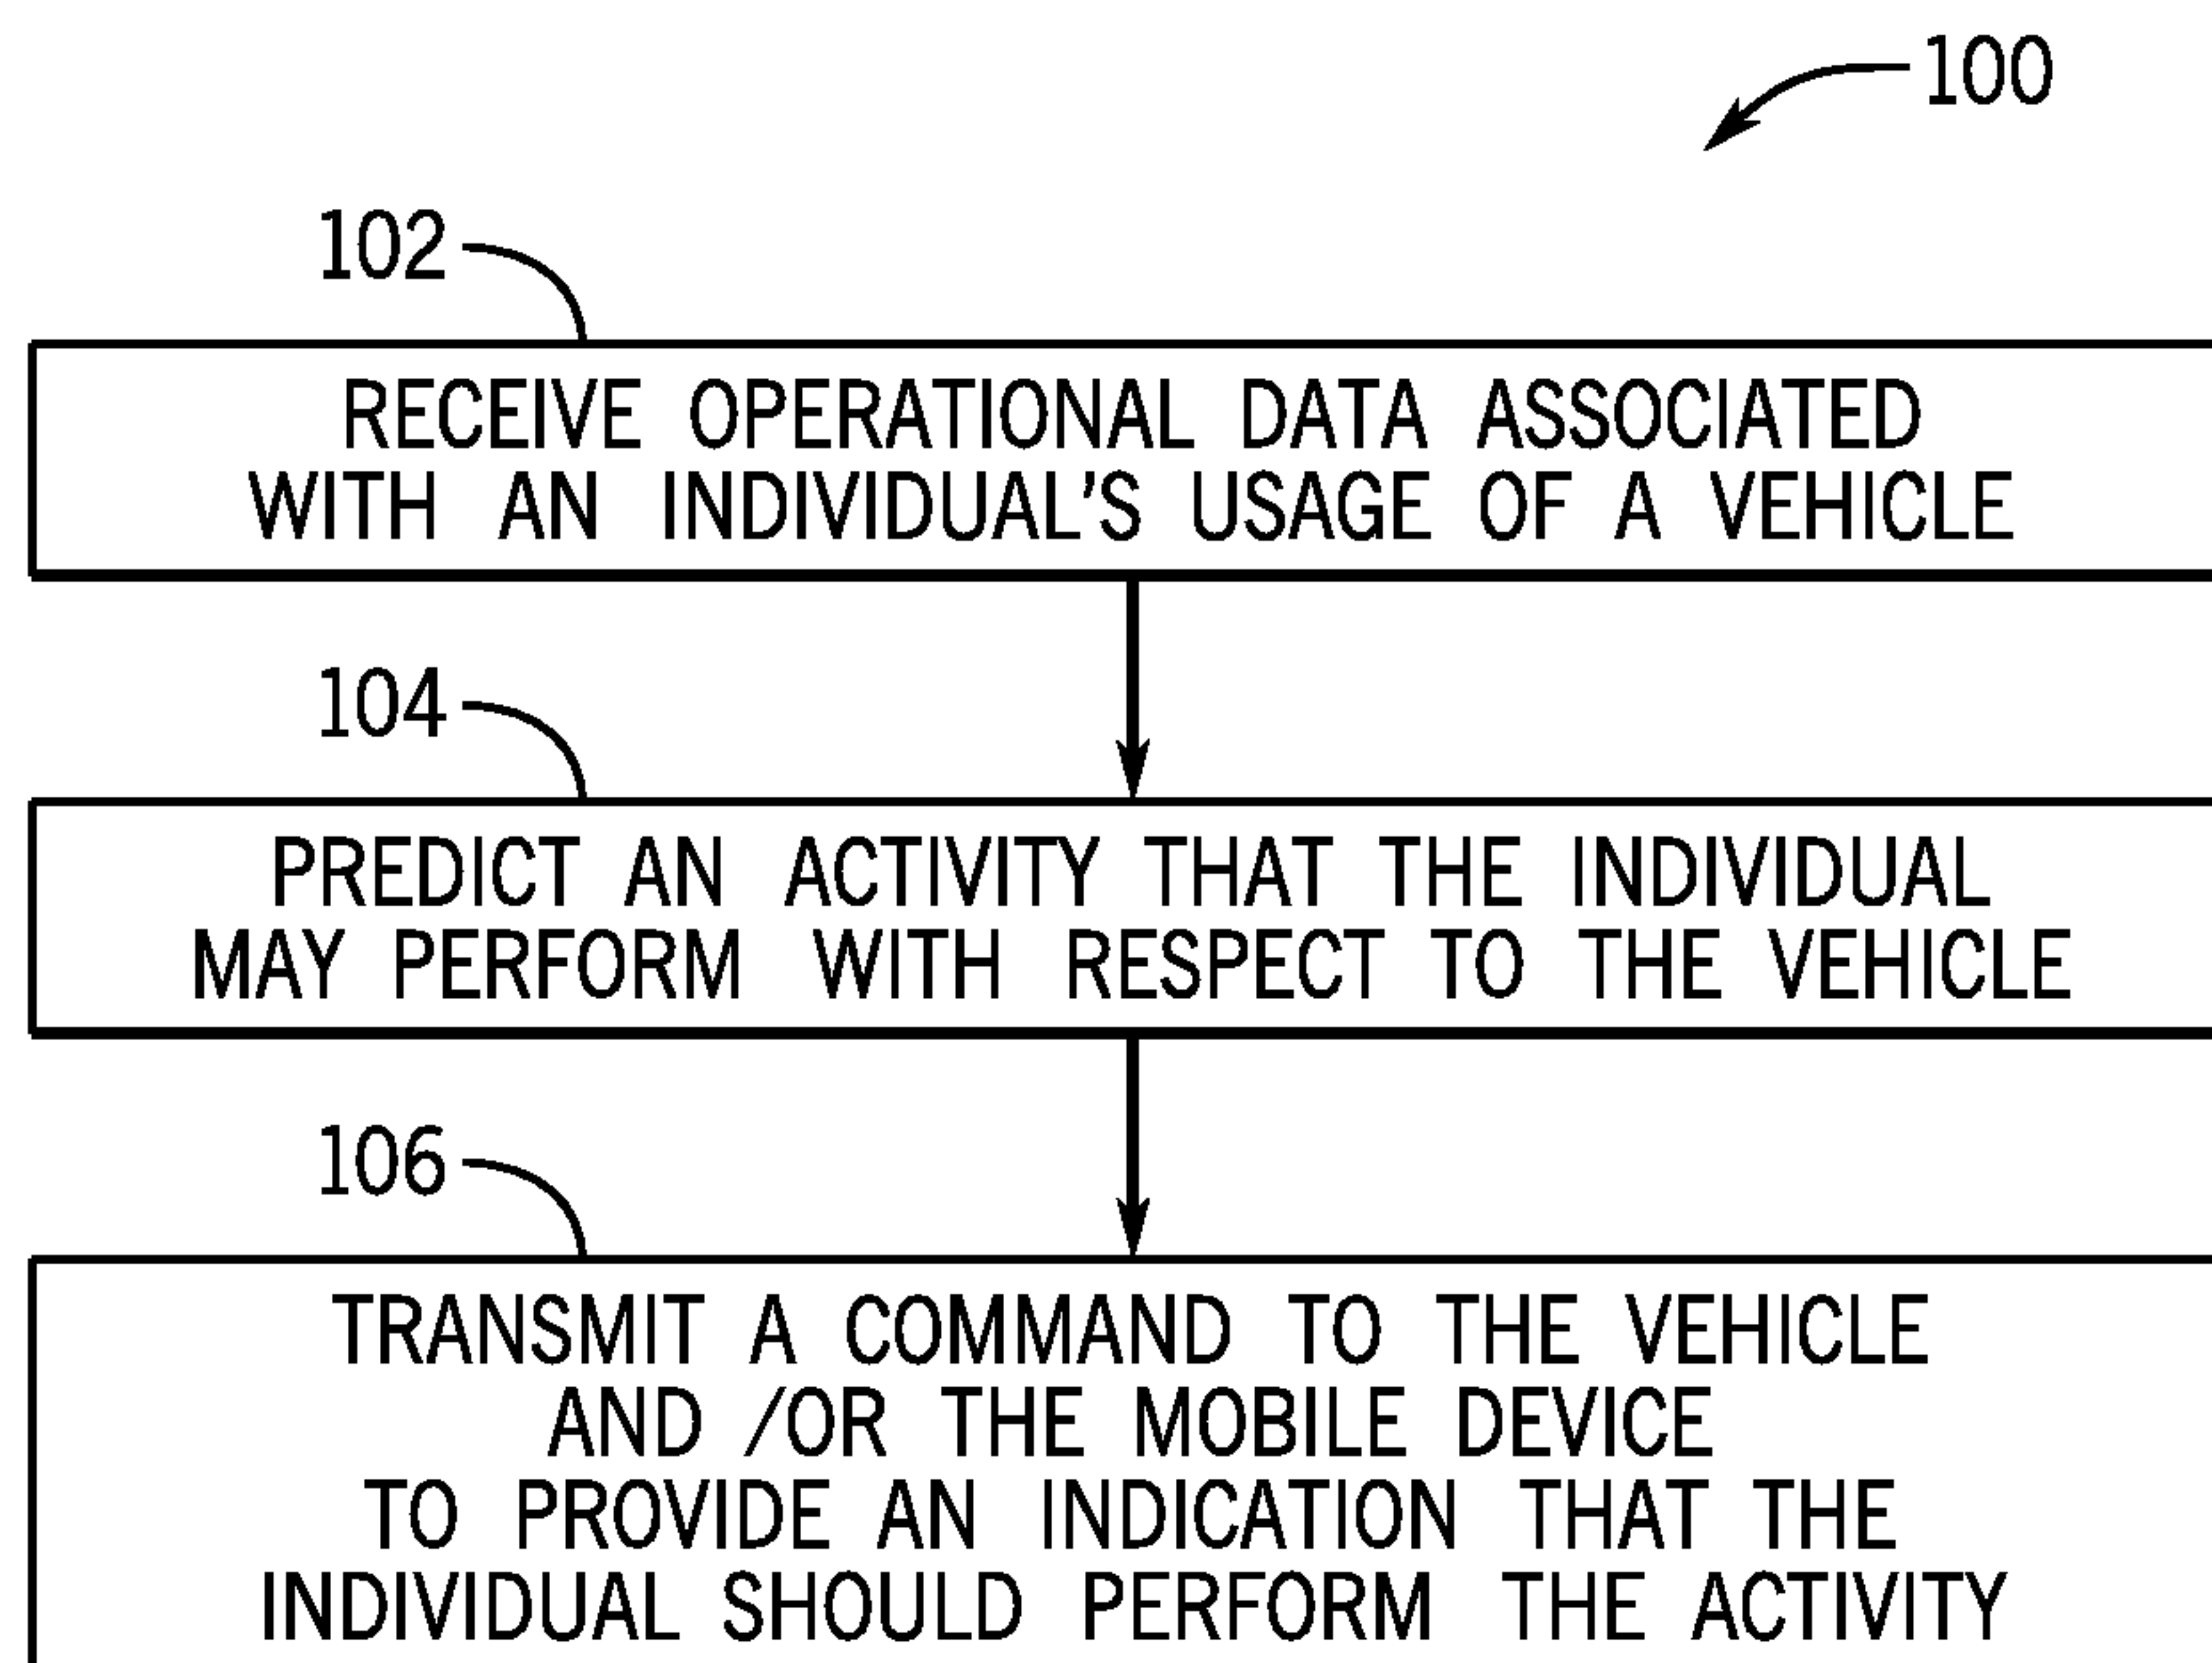 100
102
RECEIVE OPERATIONAL DATA ASSOCIATED
WITH AN INDIVIDUAL'S USAGE OF A VEHICLE
104
PREDICT AN ACTIVITY THAT THE INDIVIDUAL
MAY PERFORM WITH RESPECT TO THE VEHICLE
106
TRANSMIT A COMMAND TO THE VEHICLE
AND /OR THE MOBILE DEVICE
TO PROVIDE AN INDICATION THAT THE
INDIVIDUAL SHOULD PERFORM THE ACTIVITY